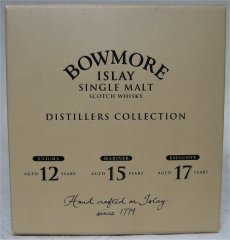 BOWMORE
ISLAY
SINGLE MALT
SCOTCH WHISKY
DISTILLERS COLLECTION
ENIGMA MARINER EXCLUSIVE
AGED 12 YEARS AGED 15 YEARS AGED 17 YEARS
Hand crafted on Islay
since 1779